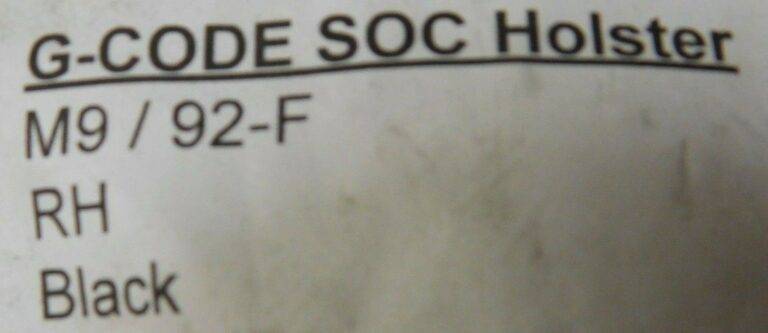 G-CODE SOC Holster
M9 / 92-F
RH
Black